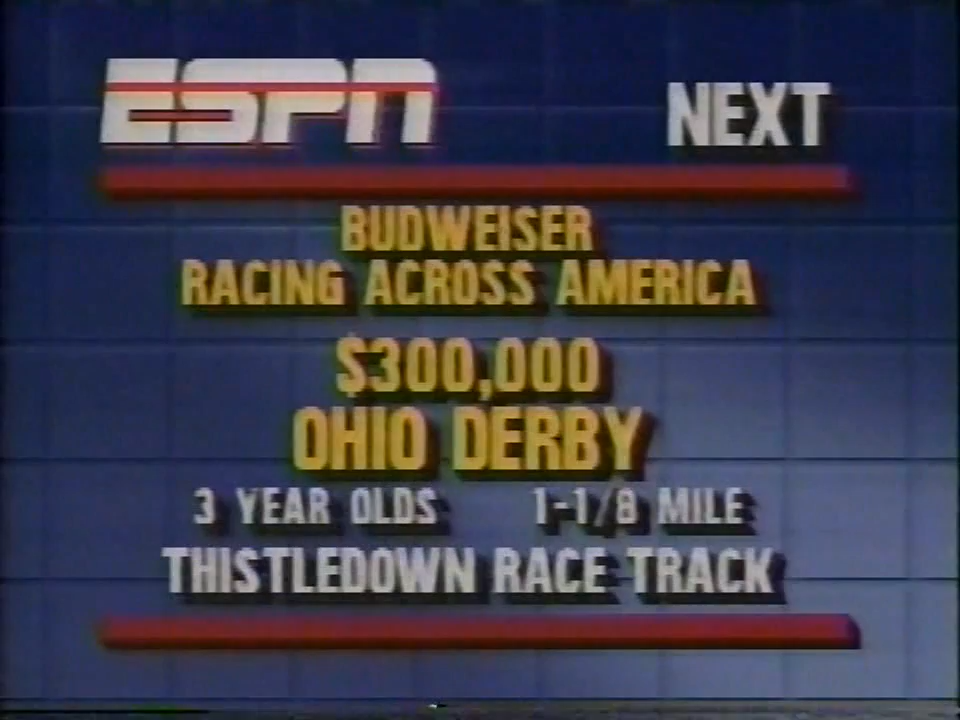 ESPN NEXT
BUDWEISER
RACING ACROSS AMERICA
$300,000
OHIO DERBY
3 YEAR OLDS 1-1/8 MILE
THISTLEDOWN RACE TRACK